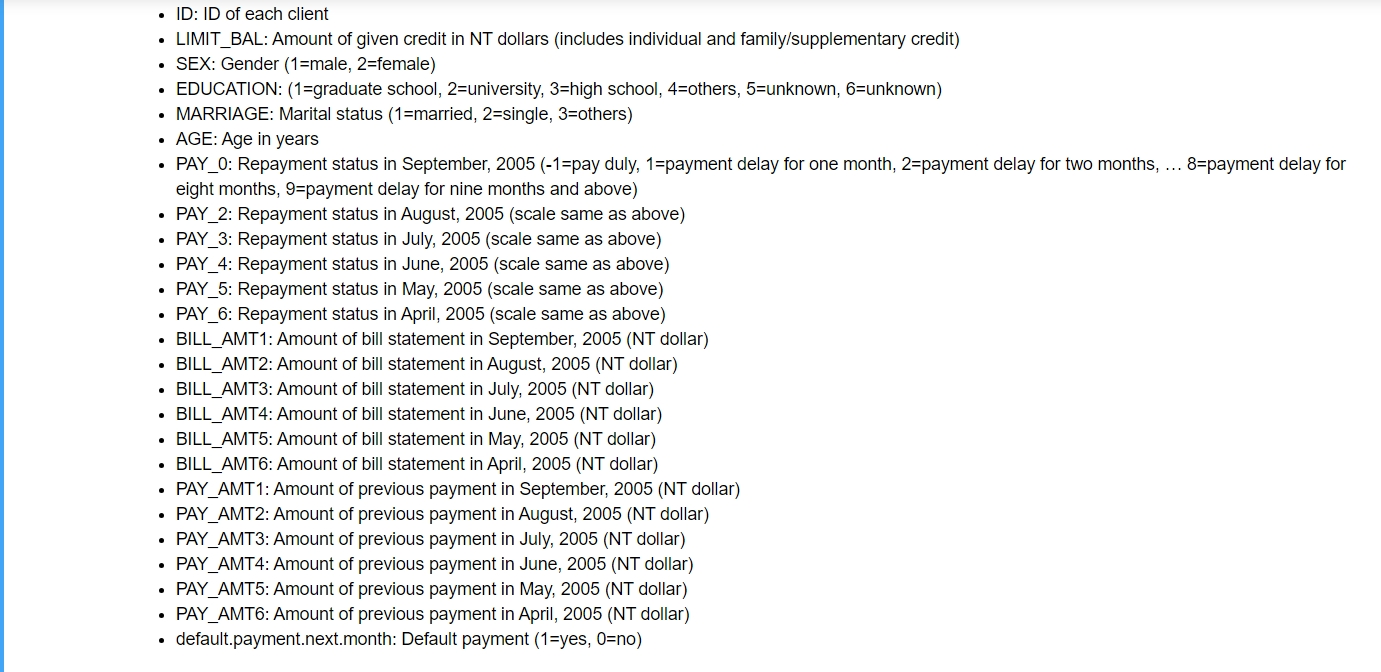 • ID: ID of each client
• LIMIT_BAL: Amount of given credit in NT dollars (includes individual and family/supplementary credit)
• SEX: Gender (1=male, 2=female)
• EDUCATION: (1=graduate school, 2=university, 3=high school, 4=others, 5=unknown, 6=unknown)
• MARRIAGE: Marital status (1=married, 2=single, 3=others)
• AGE: Age in years
• PAY_0: Repayment status in September, 2005 (-1=pay duly, 1=payment delay for one month, 2=payment delay for two months, … 8=payment delay for
eight months, 9=payment delay for nine months and above)
• PAY_2: Repayment status in August, 2005 (scale same as above)
• PAY_3: Repayment status in July, 2005 (scale same as above)
• PAY_4: Repayment status in June, 2005 (scale same as above)
• PAY_5: Repayment status in May, 2005 (scale same as above)
• PAY_6: Repayment status in April, 2005 (scale same as above)
• BILL_AMT1: Amount of bill statement in September, 2005 (NT dollar)
• BILL_AMT2: Amount of bill statement in August, 2005 (NT dollar)
• BILL_AMT3: Amount of bill statement in July, 2005 (NT dollar)
• BILL_AMT4: Amount of bill statement in June, 2005 (NT dollar)
• BILL_AMT5: Amount of bill statement in May, 2005 (NT dollar)
• BILL_AMT6: Amount of bill statement in April, 2005 (NT dollar)
• PAY_AMT1: Amount of previous payment in September, 2005 (NT dollar)
• PAY_AMT2: Amount of previous payment in August, 2005 (NT dollar)
• PAY_AMT3: Amount of previous payment in July, 2005 (NT dollar)
• PAY_AMT4: Amount of previous payment in June, 2005 (NT dollar)
• PAY_AMT5: Amount of previous payment in May, 2005 (NT dollar)
• PAY_AMT6: Amount of previous payment in April, 2005 (NT dollar)
• default.payment.next.month: Default payment (1=yes, 0=no)